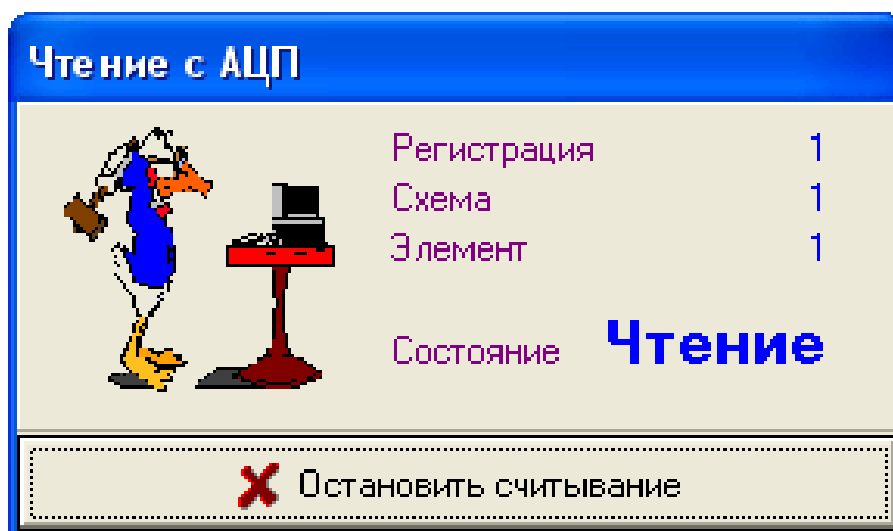 Чтение с АЦП
Регистрация 1
Схема 1
Элемент 1
Состояние Чтение
Остановить считывание